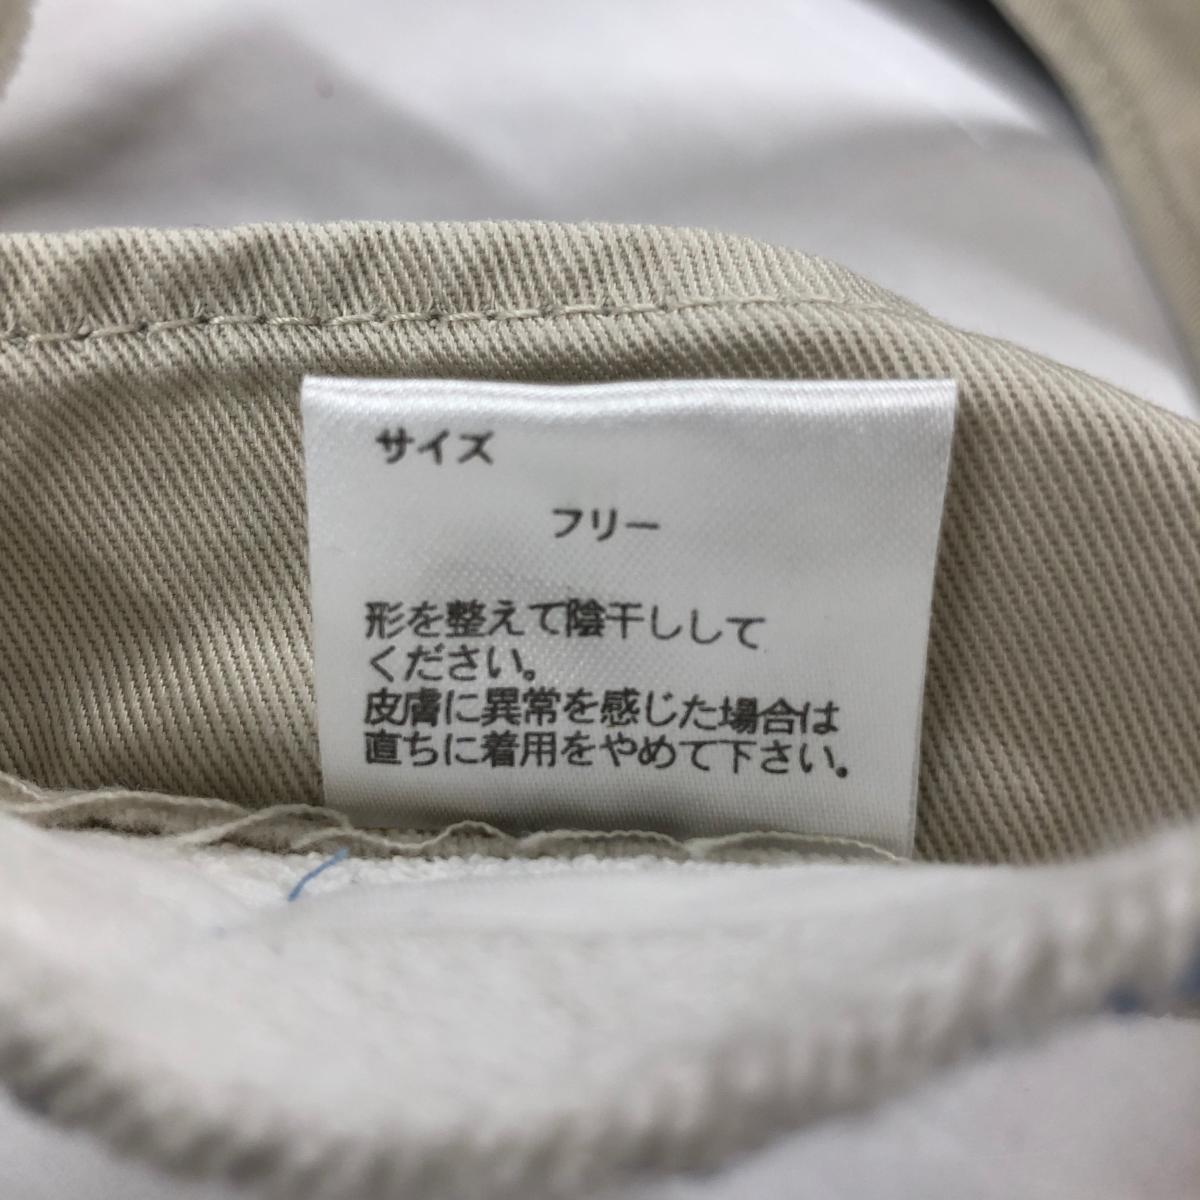 サイズ
フリー
形を整えて陰干ししして
ください。
皮膚に異常を感じた場合は
直ちに着用をやめて下さい。